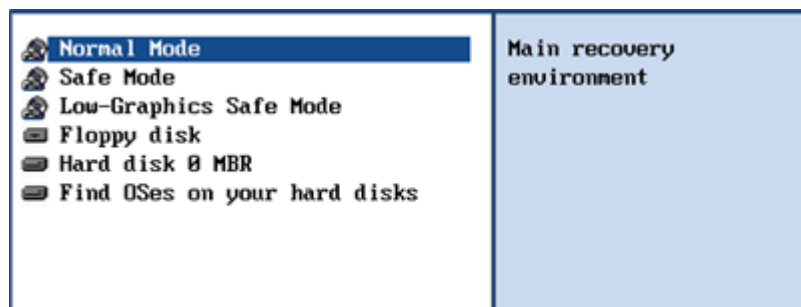 Normal Mode
Safe Mode
Low-Graphics Safe Mode
Floppy disk
Hard disk 0 MBR
Find OSes on your hard disks
Main recovery
environment